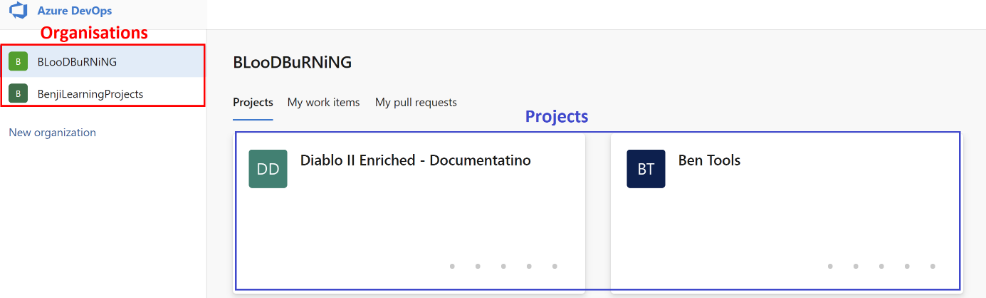 Azure DevOps
Organisations
B BLooDBuRNiNG
B BenjiLearningProjects
New organization
BLooDBuRNiNG
Projects My work items My pull requests
Projects
DD Diablo II Enriched - Documentatino
BT Ben Tools